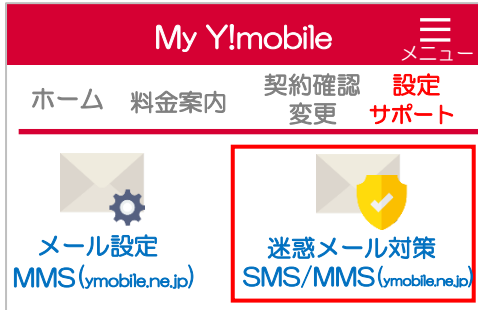 My Y!mobile
メニュー
ホーム
料金案内
契約確認
変更
設定
サポート
メール設定
MMS(ymobile.ne.jp)
迷惑メール対策
SMS/MMS(ymobile.ne.jp)